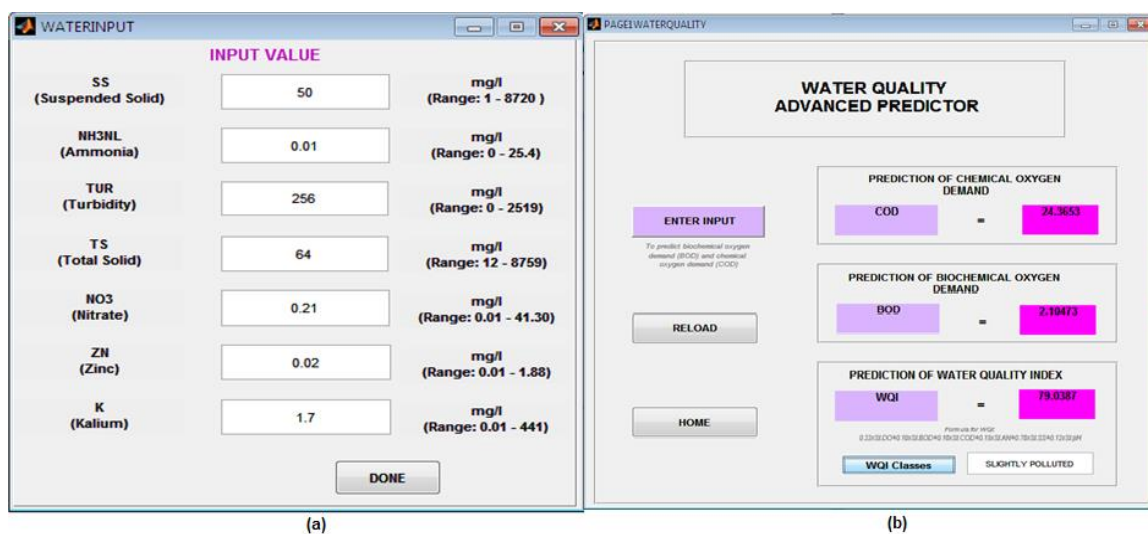 WATERINPUT
INPUT VALUE
SS
(Suspended Solid)
50
mg/l
(Range: 1 - 8720 )
NH3NL
(Ammonia)
0.01
mg/l
(Range: 0 - 25.4)
TUR
(Turbidity)
256
mg/l
(Range: 0 - 2519)
TS
(Total Solid)
64
mg/l
(Range: 12 - 8759)
NO3
(Nitrate)
0.21
mg/l
(Range: 0.01 - 41.30)
ZN
(Zinc)
0.02
mg/l
(Range: 0.01 - 1.88)
K
(Kalium)
1.7
mg/l
(Range: 0.01 - 441)
DONE
(a)
PAGE1WATERQUALITY
WATER QUALITY
ADVANCED PREDICTOR
ENTER INPUT
To predict biochemical oxygen
demand (BOD) and chemical
oxygen demand (COD)
RELOAD
HOME
PREDICTION OF CHEMICAL OXYGEN
DEMAND
COD
=
24.3653
PREDICTION OF BIOCHEMICAL OXYGEN
DEMAND
BOD
=
2.19473
PREDICTION OF WATER QUALITY INDEX
WQI
=
79.0387
Formula for WQI
WQI Classes
SLIGHTLY POLLUTED
(b)